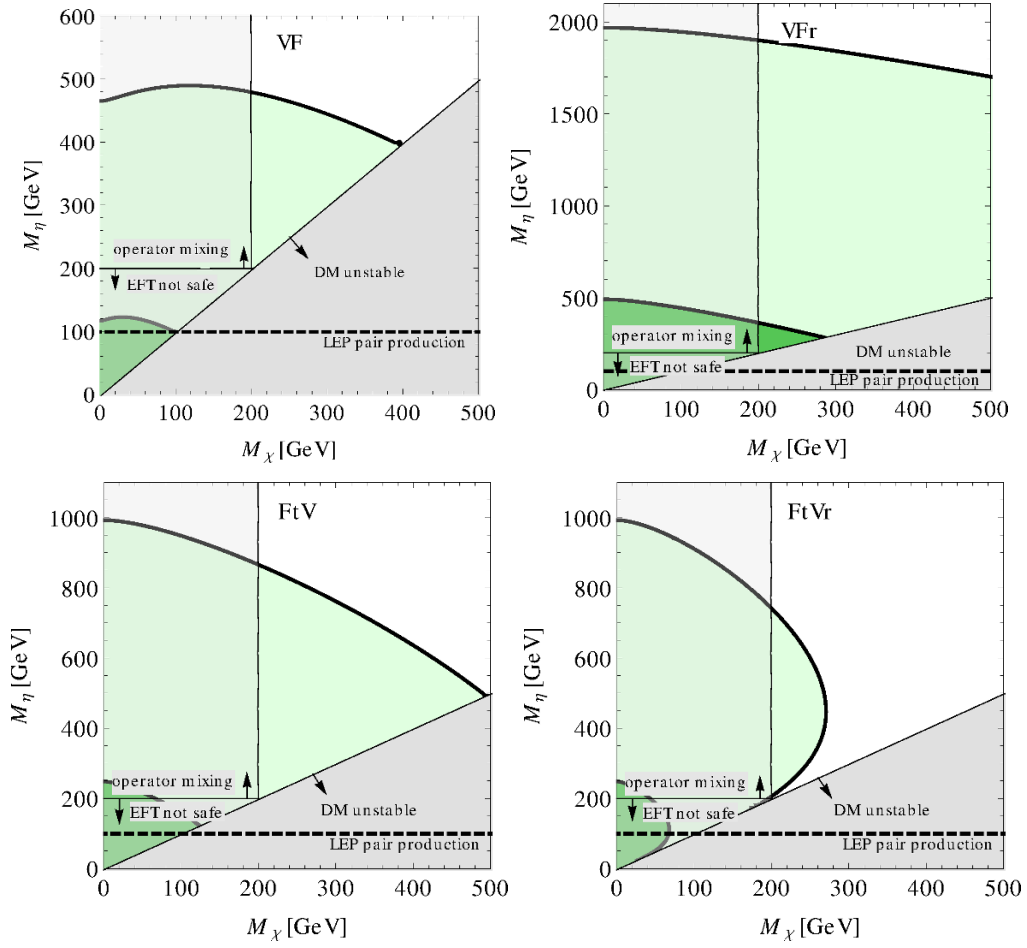 VF
600
500
400
300
200
100
0
M_η [GeV]
operator mixing
EFT not safe
DM unstable
LEP pair production
0 100 200 300 400 500
M_χ [GeV]
VFr
2000
1500
1000
500
0
M_η [GeV]
operator mixing
EFT not safe
DM unstable
LEP pair production
0 100 200 300 400 500
M_χ [GeV]
FtV
1000
800
600
400
200
0
M_η [GeV]
operator mixing
EFT not safe
DM unstable
LEP pair production
0 100 200 300 400 500
M_χ [GeV]
FtVr
1000
800
600
400
200
0
M_η [GeV]
operator mixing
EFT not safe
DM unstable
LEP pair production
0 100 200 300 400 500
M_χ [GeV]